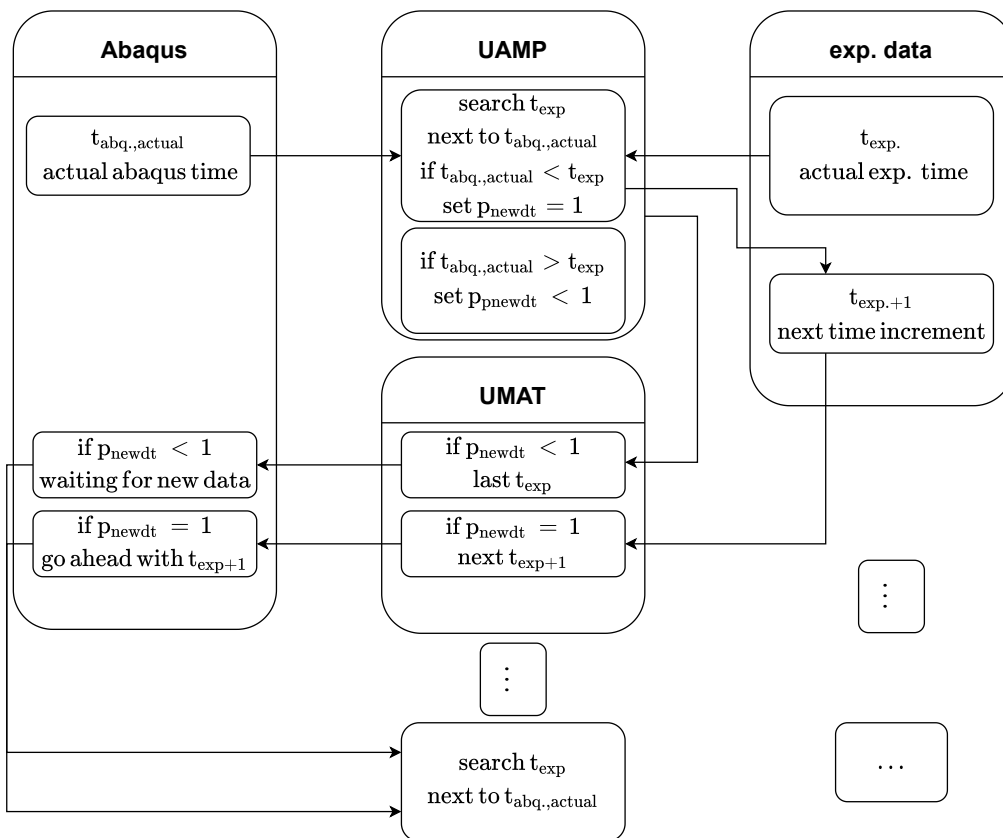 Abaqus
t_abq.,actual
actual abaqus time
if p_newdt < 1
waiting for new data
if p_newdt = 1
go ahead with t_exp+1
UAMP
search t_exp
next to t_abq.,actual
if t_abq.,actual < t_exp
set p_newdt = 1
if t_abq.,actual > t_exp
set p_pnewdt < 1
UMAT
if p_newdt < 1
last t_exp
if p_newdt = 1
next t_exp+1
⋮
search t_exp
next to t_abq.,actual
exp. data
t_exp.
actual exp. time
t_exp.+1
next time increment
⋮
...